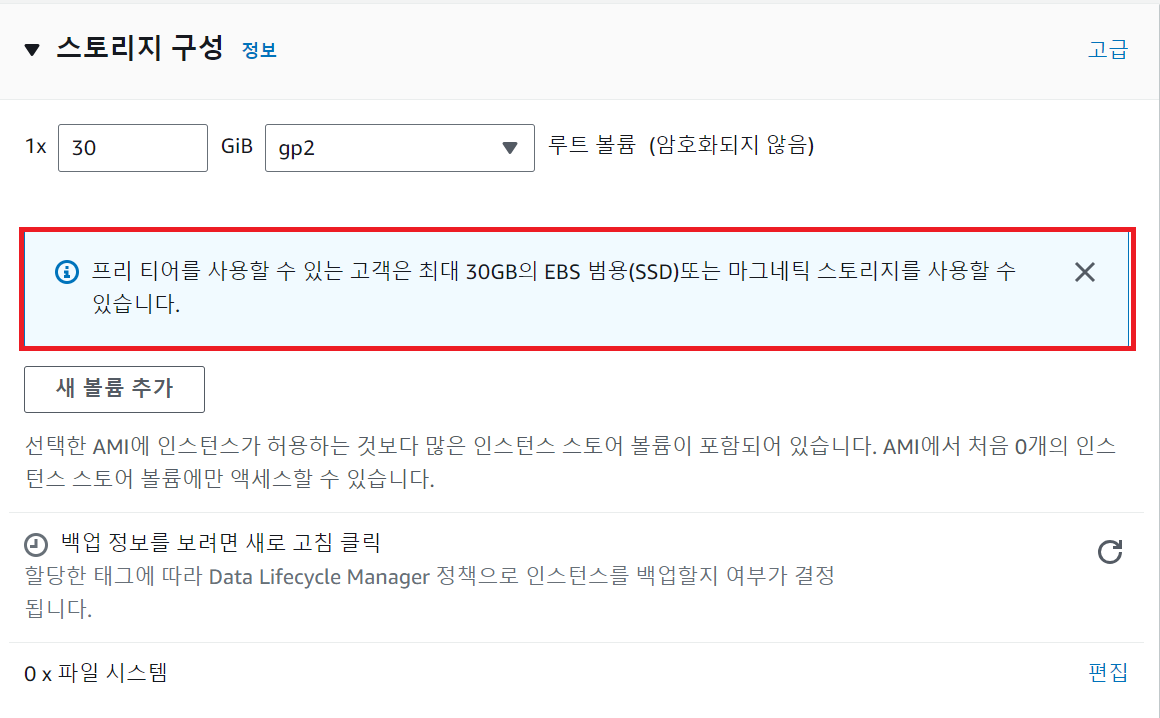 스토리지 구성 정보 고급
1x 30 GiB gp2 루트 볼륨 (암호화되지 않음)
프리 티어를 사용할 수 있는 고객은 최대 30GB의 EBS 범용(SSD)또는 마그네틱 스토리지를 사용할 수
있습니다.
새 볼륨 추가
선택한 AMI에 인스턴스가 허용하는 것보다 많은 인스턴스 스토어 볼륨이 포함되어 있습니다. AMI에서 처음 0개의 인스
턴스 스토어 볼륨에만 액세스할 수 있습니다.
백업 정보를 보려면 새로 고침 클릭
할당한 태그에 따라 Data Lifecycle Manager 정책으로 인스턴스를 백업할지 여부가 결정
됩니다.
0 x 파일 시스템 편집